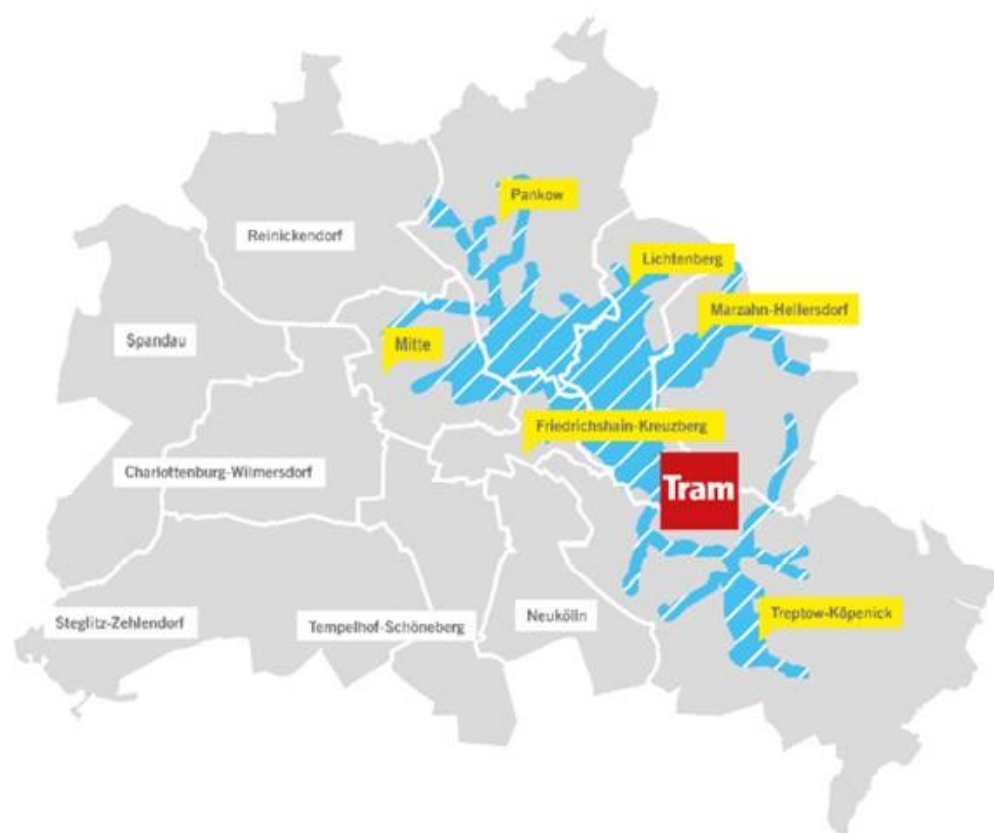 Pankow
Reinickendorf
Lichtenberg
Marzahn-Hellersdorf
Spandau
Mitte
Friedrichshain-Kreuzberg
Charlottenburg-Wilmersdorf
Tram
Treptow-Köpenick
Neukölln
Steglitz-Zehlendorf
Tempelhof-Schöneberg